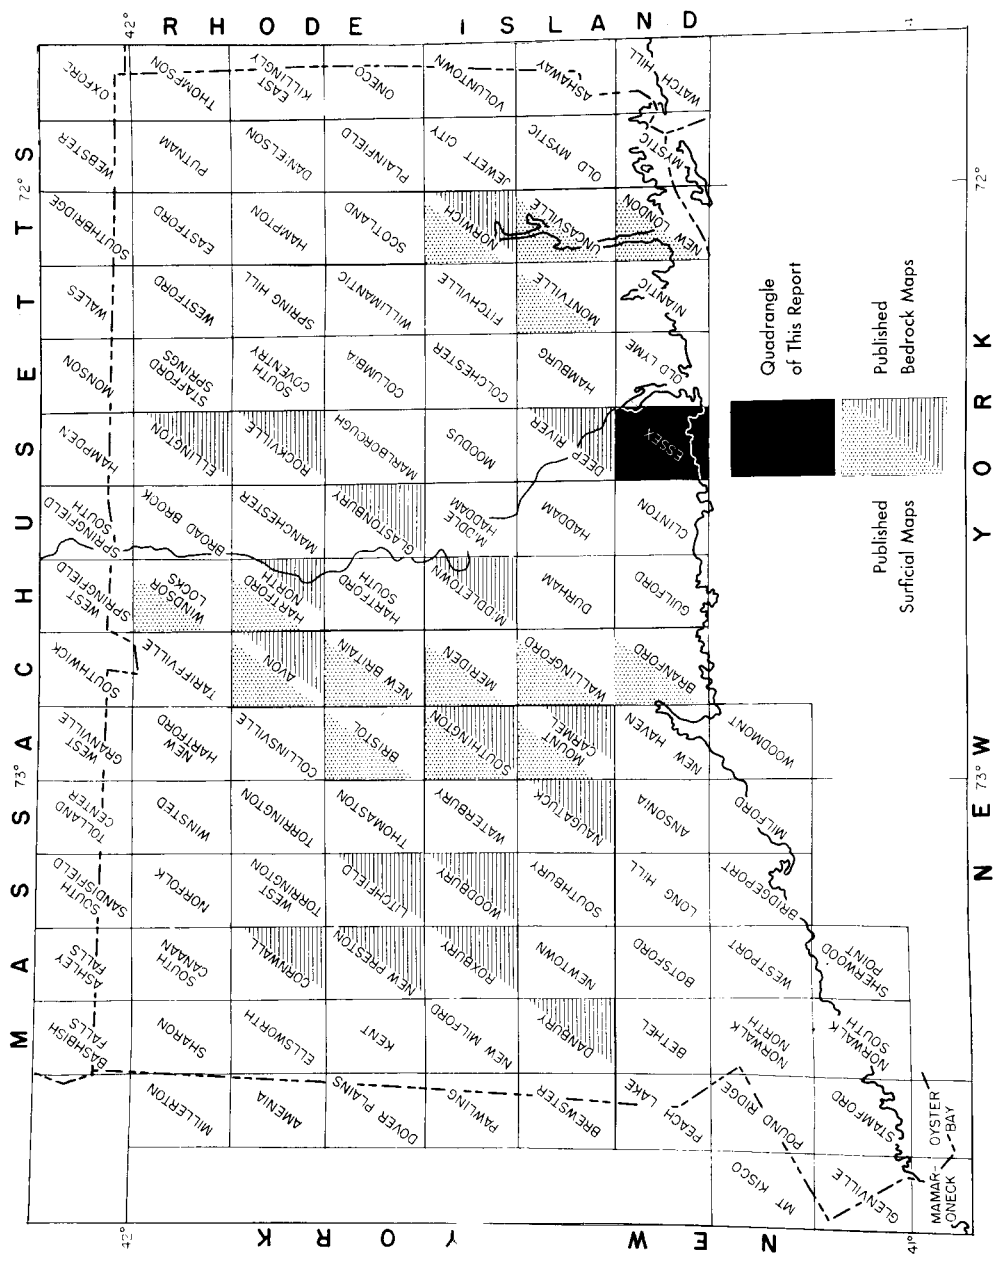 MASSACHUSETTS
RHODE ISLAND
NEW YORK
NEW YORK
42°
72°
73°
42°
41°
72°
73°
41°
BASHBISH
FALLS
ASHLEY
FALLS
SOUTH
SANDISFIELD
TOLLAND
CENTER
WEST
GRANVILLE
SOUTHWICK
WEST
SPRINGFIELD
SPRINGFIELD
SOUTH
HAMPDEN
MONSON
WALES
SOUTHBRIDGE
WEBSTER
OXFORD
MILLERTON
SHARON
SOUTH
CANAAN
NORFOLK
WINSTED
NEW
HARTFORD
TARIFFVILLE
WINDSOR
LOCKS
BROAD BROOK
ELLINGTON
STAFFORD
SPRINGS
WESTFORD
EASTFORD
PUTNAM
THOMPSON
AMENIA
ELLSWORTH
CORNWALL
WEST
TORRINGTON
TORRINGTON
COLLINSVILLE
AVON
HARTFORD
NORTH
MANCHESTER
ROCKVILLE
SOUTH
COVENTRY
SPRING HILL
HAMPTON
DANIELSON
EAST
KILLINGLY
DOVER PLAINS
KENT
NEW PRESTON
LITCHFIELD
THOMASTON
BRISTOL
NEW BRITAIN
HARTFORD
SOUTH
GLASTONBURY
MARLBOROUGH
COLUMBIA
WILLIMANTIC
SCOTLAND
PLAINFIELD
ONECO
PAWLING
NEW MILFORD
ROXBURY
WOODBURY
WATERBURY
SOUTHINGTON
MERIDEN
MIDDLETOWN
MIDDLE
HADDAM
MOODUS
COLCHESTER
FITCHVILLE
NORWICH
JEWETT CITY
VOLUNTOWN
BREWSTER
DANBURY
NEWTOWN
SOUTHBURY
NAUGATUCK
MOUNT
CARMEL
WALLINGFORD
DURHAM
HADDAM
DEEP
RIVER
HAMBURG
MONTVILLE
UNCASVILLE
OLD MYSTIC
ASHAWAY
PEACH LAKE
BETHEL
BOTSFORD
LONG HILL
ANSONIA
NEW HAVEN
BRANFORD
GUILFORD
CLINTON
ESSEX
OLD LYME
NIANTIC
NEW LONDON
MYSTIC
WATCH HILL
MT KISCO
POUND RIDGE
NORWALK
NORTH
WESTPORT
BRIDGEPORT
MILFORD
WOODMONT
GLENVILLE
STAMFORD
NORWALK
SOUTH
SHERWOOD
POINT
MAMAR-
ONECK
OYSTER
BAY
Quadrangle
of This Report
Published
Surficial Maps
Published
Bedrock Maps